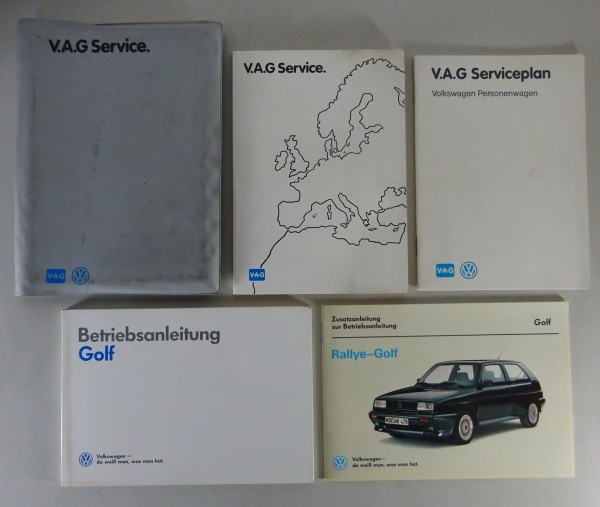 V.A.G Service.
V·A·G
V.A.G Service.
V·A·G
V.A.G Serviceplan
Volkswagen Personenwagen
V·A·G
Betriebsanleitung
Golf
Volkswagen –
da weiß man, was man hat.
Zusatzanleitung
zur Betriebsanleitung
Golf
Rallye-Golf
Volkswagen –
da weiß man, was man hat.